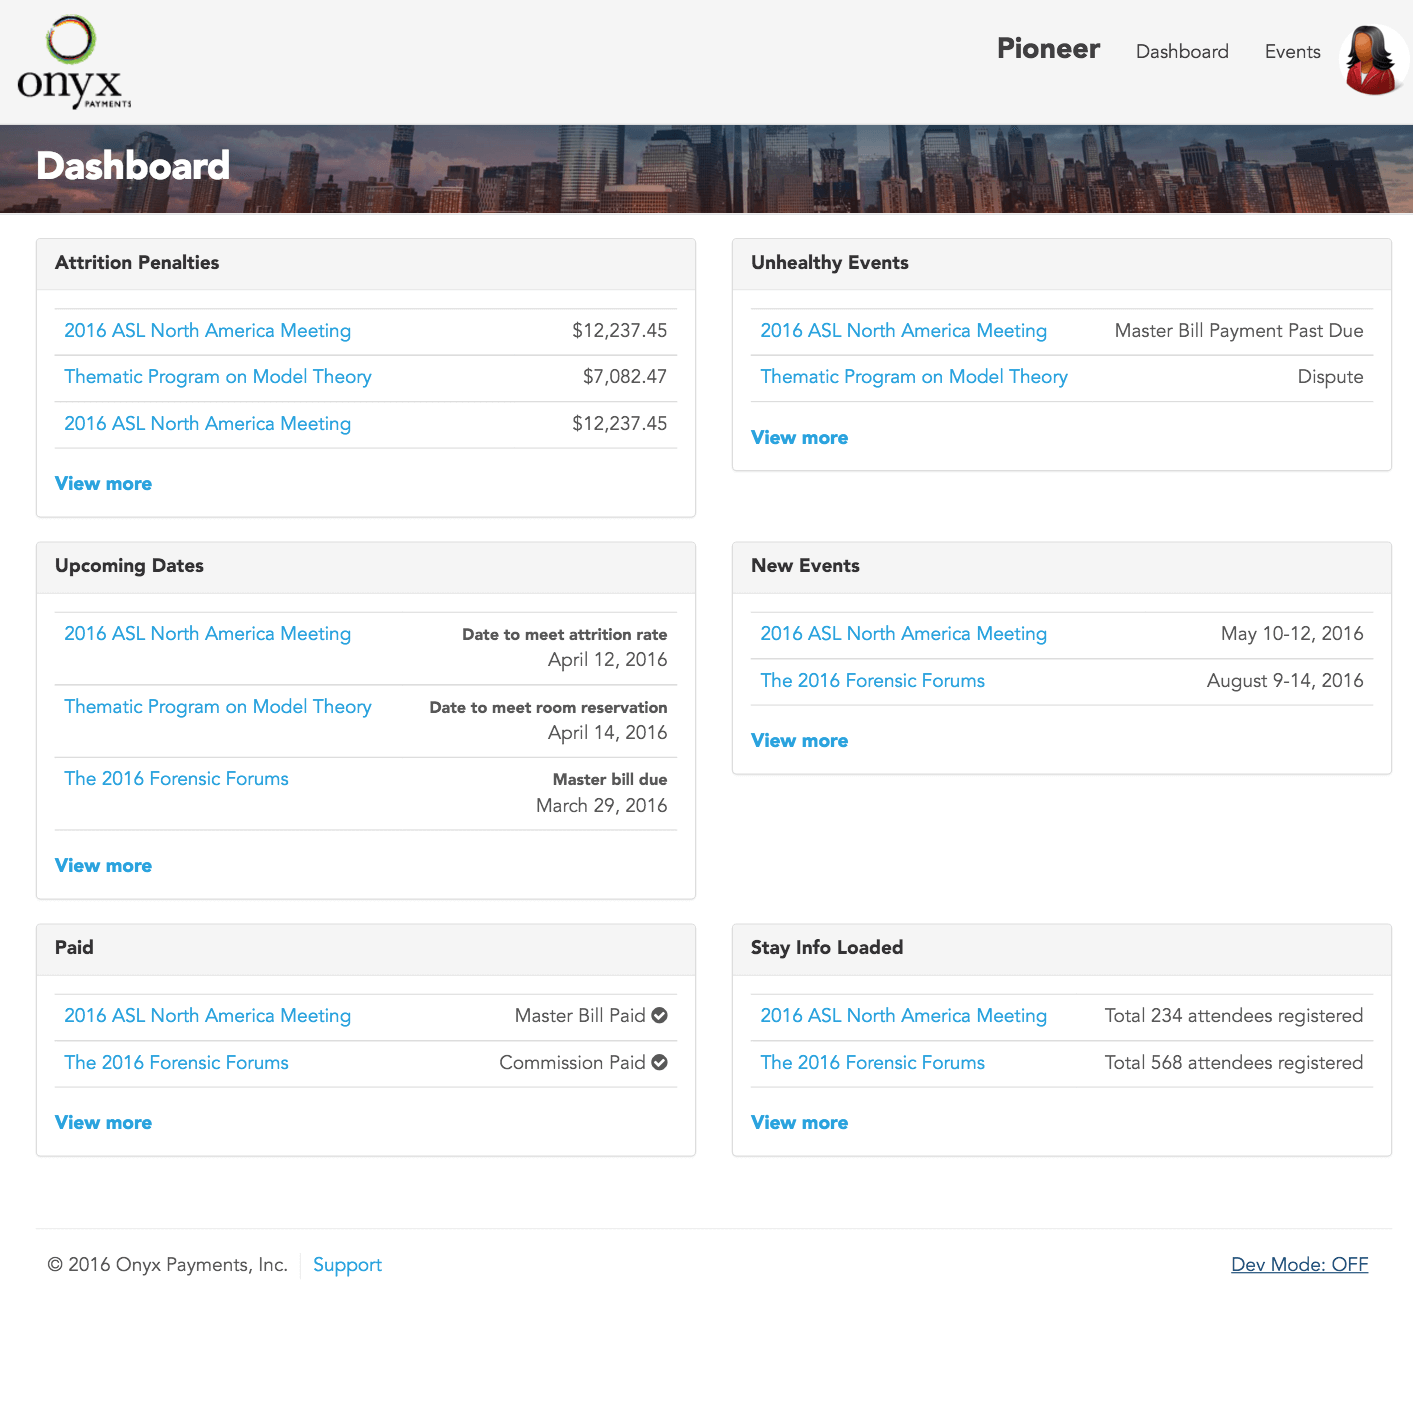 onyx
PAYMENTS
Pioneer Dashboard Events
Dashboard
Attrition Penalties
2016 ASL North America Meeting $12,237.45
Thematic Program on Model Theory $7,082.47
2016 ASL North America Meeting $12,237.45
View more
Unhealthy Events
2016 ASL North America Meeting Master Bill Payment Past Due
Thematic Program on Model Theory Dispute
View more
Upcoming Dates
2016 ASL North America Meeting Date to meet attrition rate
April 12, 2016
Thematic Program on Model Theory Date to meet room reservation
April 14, 2016
The 2016 Forensic Forums Master bill due
March 29, 2016
View more
New Events
2016 ASL North America Meeting May 10-12, 2016
The 2016 Forensic Forums August 9-14, 2016
View more
Paid
2016 ASL North America Meeting Master Bill Paid
The 2016 Forensic Forums Commission Paid
View more
Stay Info Loaded
2016 ASL North America Meeting Total 234 attendees registered
The 2016 Forensic Forums Total 568 attendees registered
View more
© 2016 Onyx Payments, Inc. Support Dev Mode: OFF